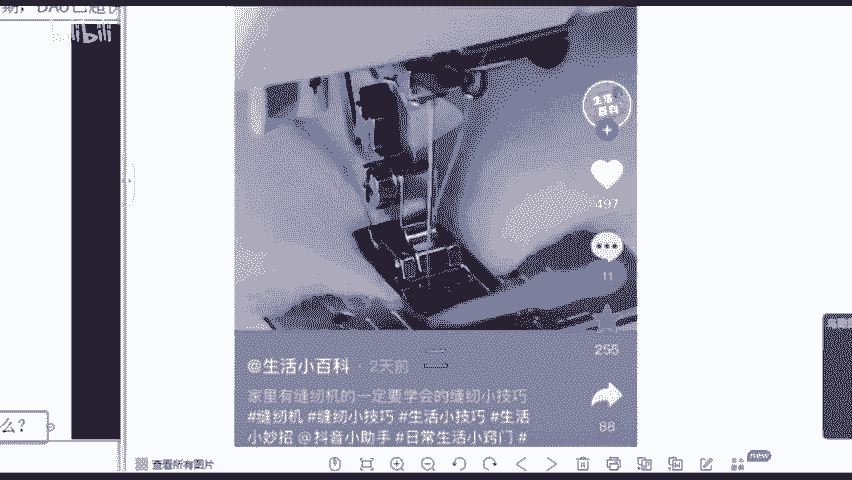 期，DAU已超
bilibili
生活
百科
497
11
255
@生活小百科 · 2天前
家里有缝纫机的一定要学会的缝纫小技巧
#缝纫机 #缝纫小技巧 #生活小技巧 #生活
小妙招 @抖音小助手 #日常生活小窍门 #
88
么？
查看所有图片
new